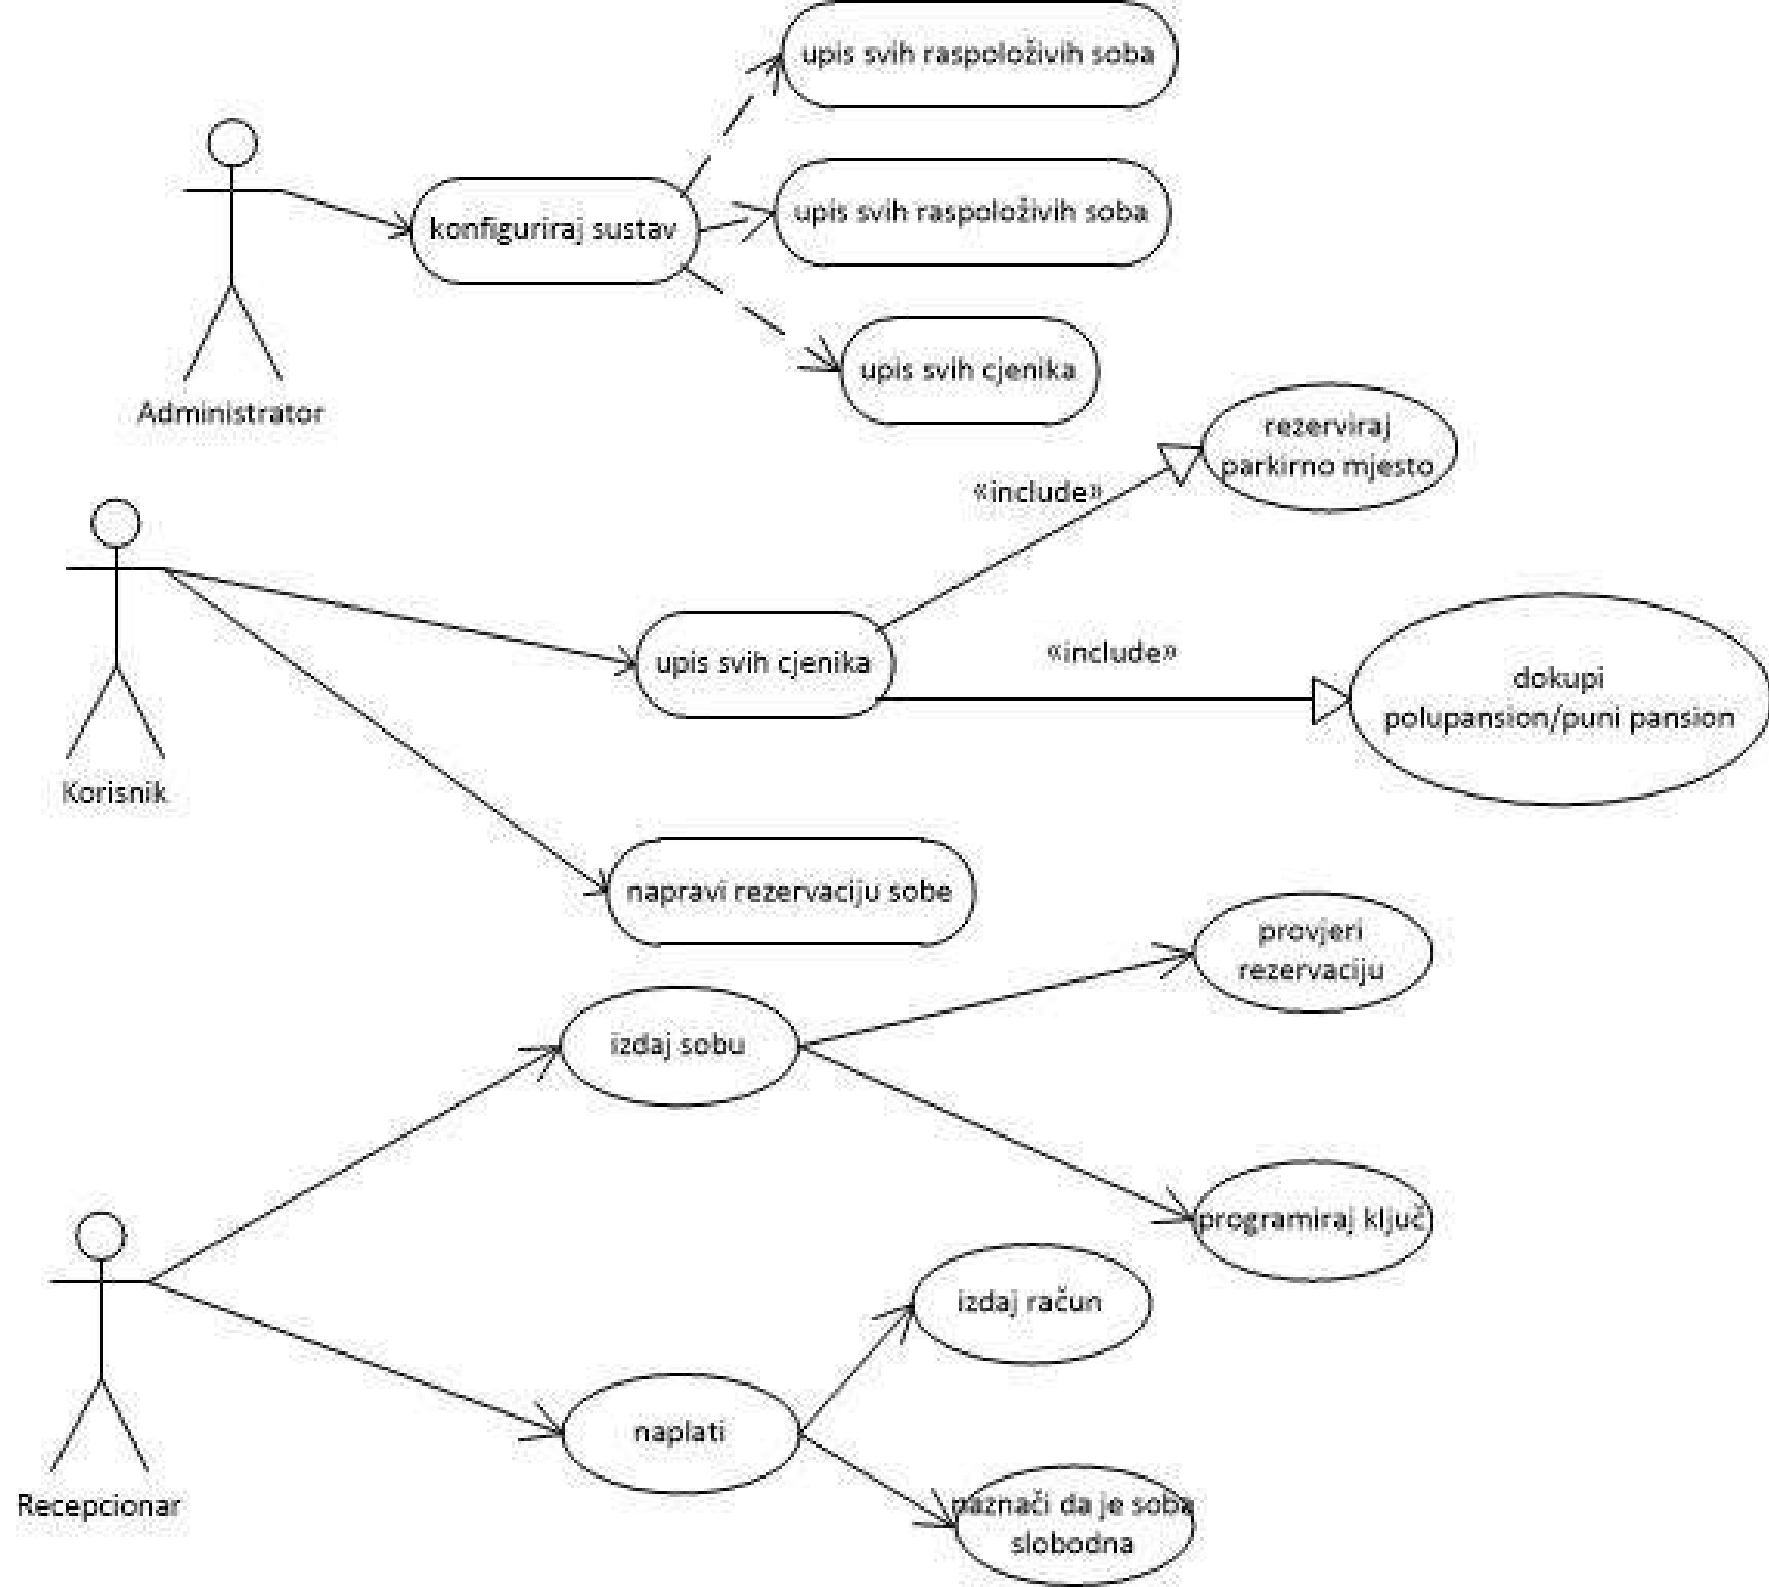 upis svih raspoloživih soba
konfiguriraj sustav
upis svih raspoloživih soba
upis svih cjenika
Administrator
rezerviraj
parkirno mjesto
«include»
upis svih cjenika
«include»
dokupi
polupansion/puni pansion
Korisnik
napravi rezervaciju sobe
provjeri
rezervaciju
izdaj sobu
programiraj ključ
izdaj račun
naplati
naznači da je soba
slobodna
Recepcionar